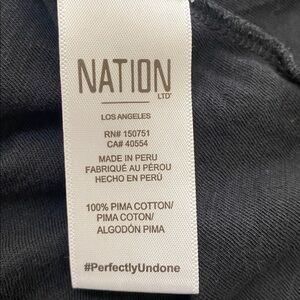 NATION
LTD
LOS ANGELES
RN# 150751
CA# 40554
MADE IN PERU
FABRIQUÉ AU PÉROU
HECHO EN PERÚ
100% PIMA COTTON/
PIMA COTON/
ALGODÓN PIMA
#PerfectlyUndone